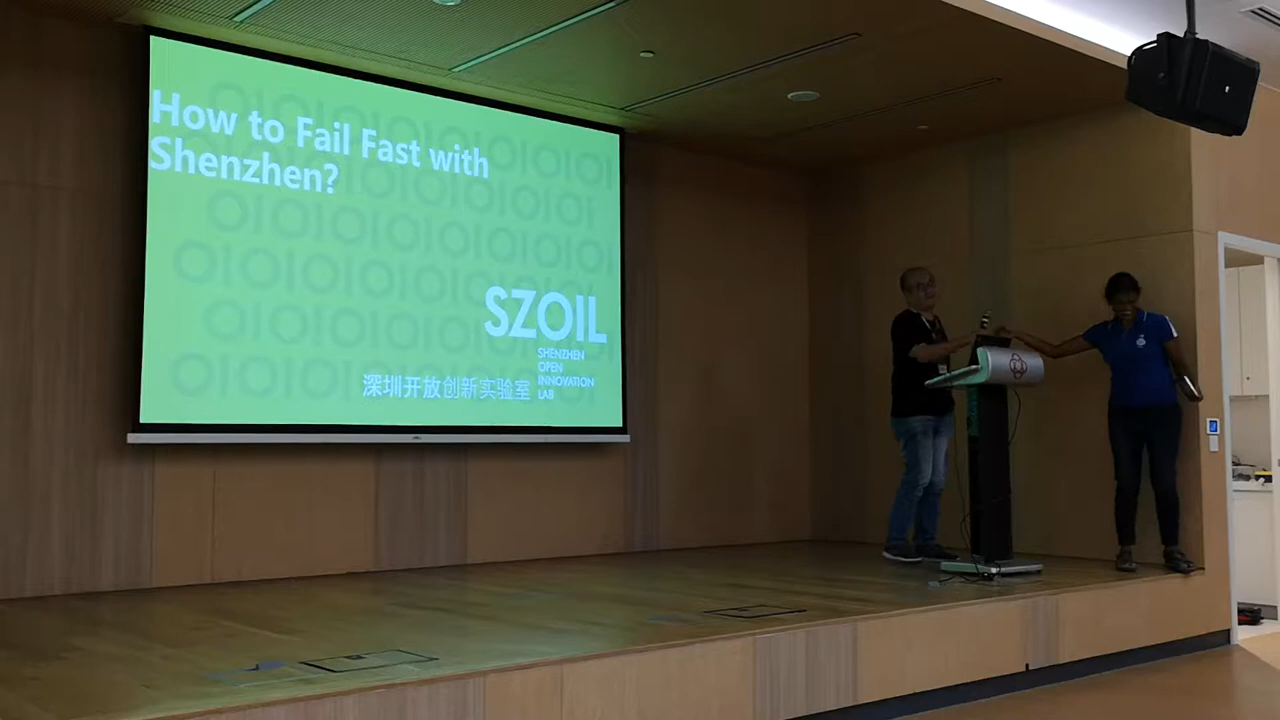 How to Fail Fast with
Shenzhen?
SZOIL
SHENZHEN
OPEN
INNOVATION
LAB
深圳开放创新实验室